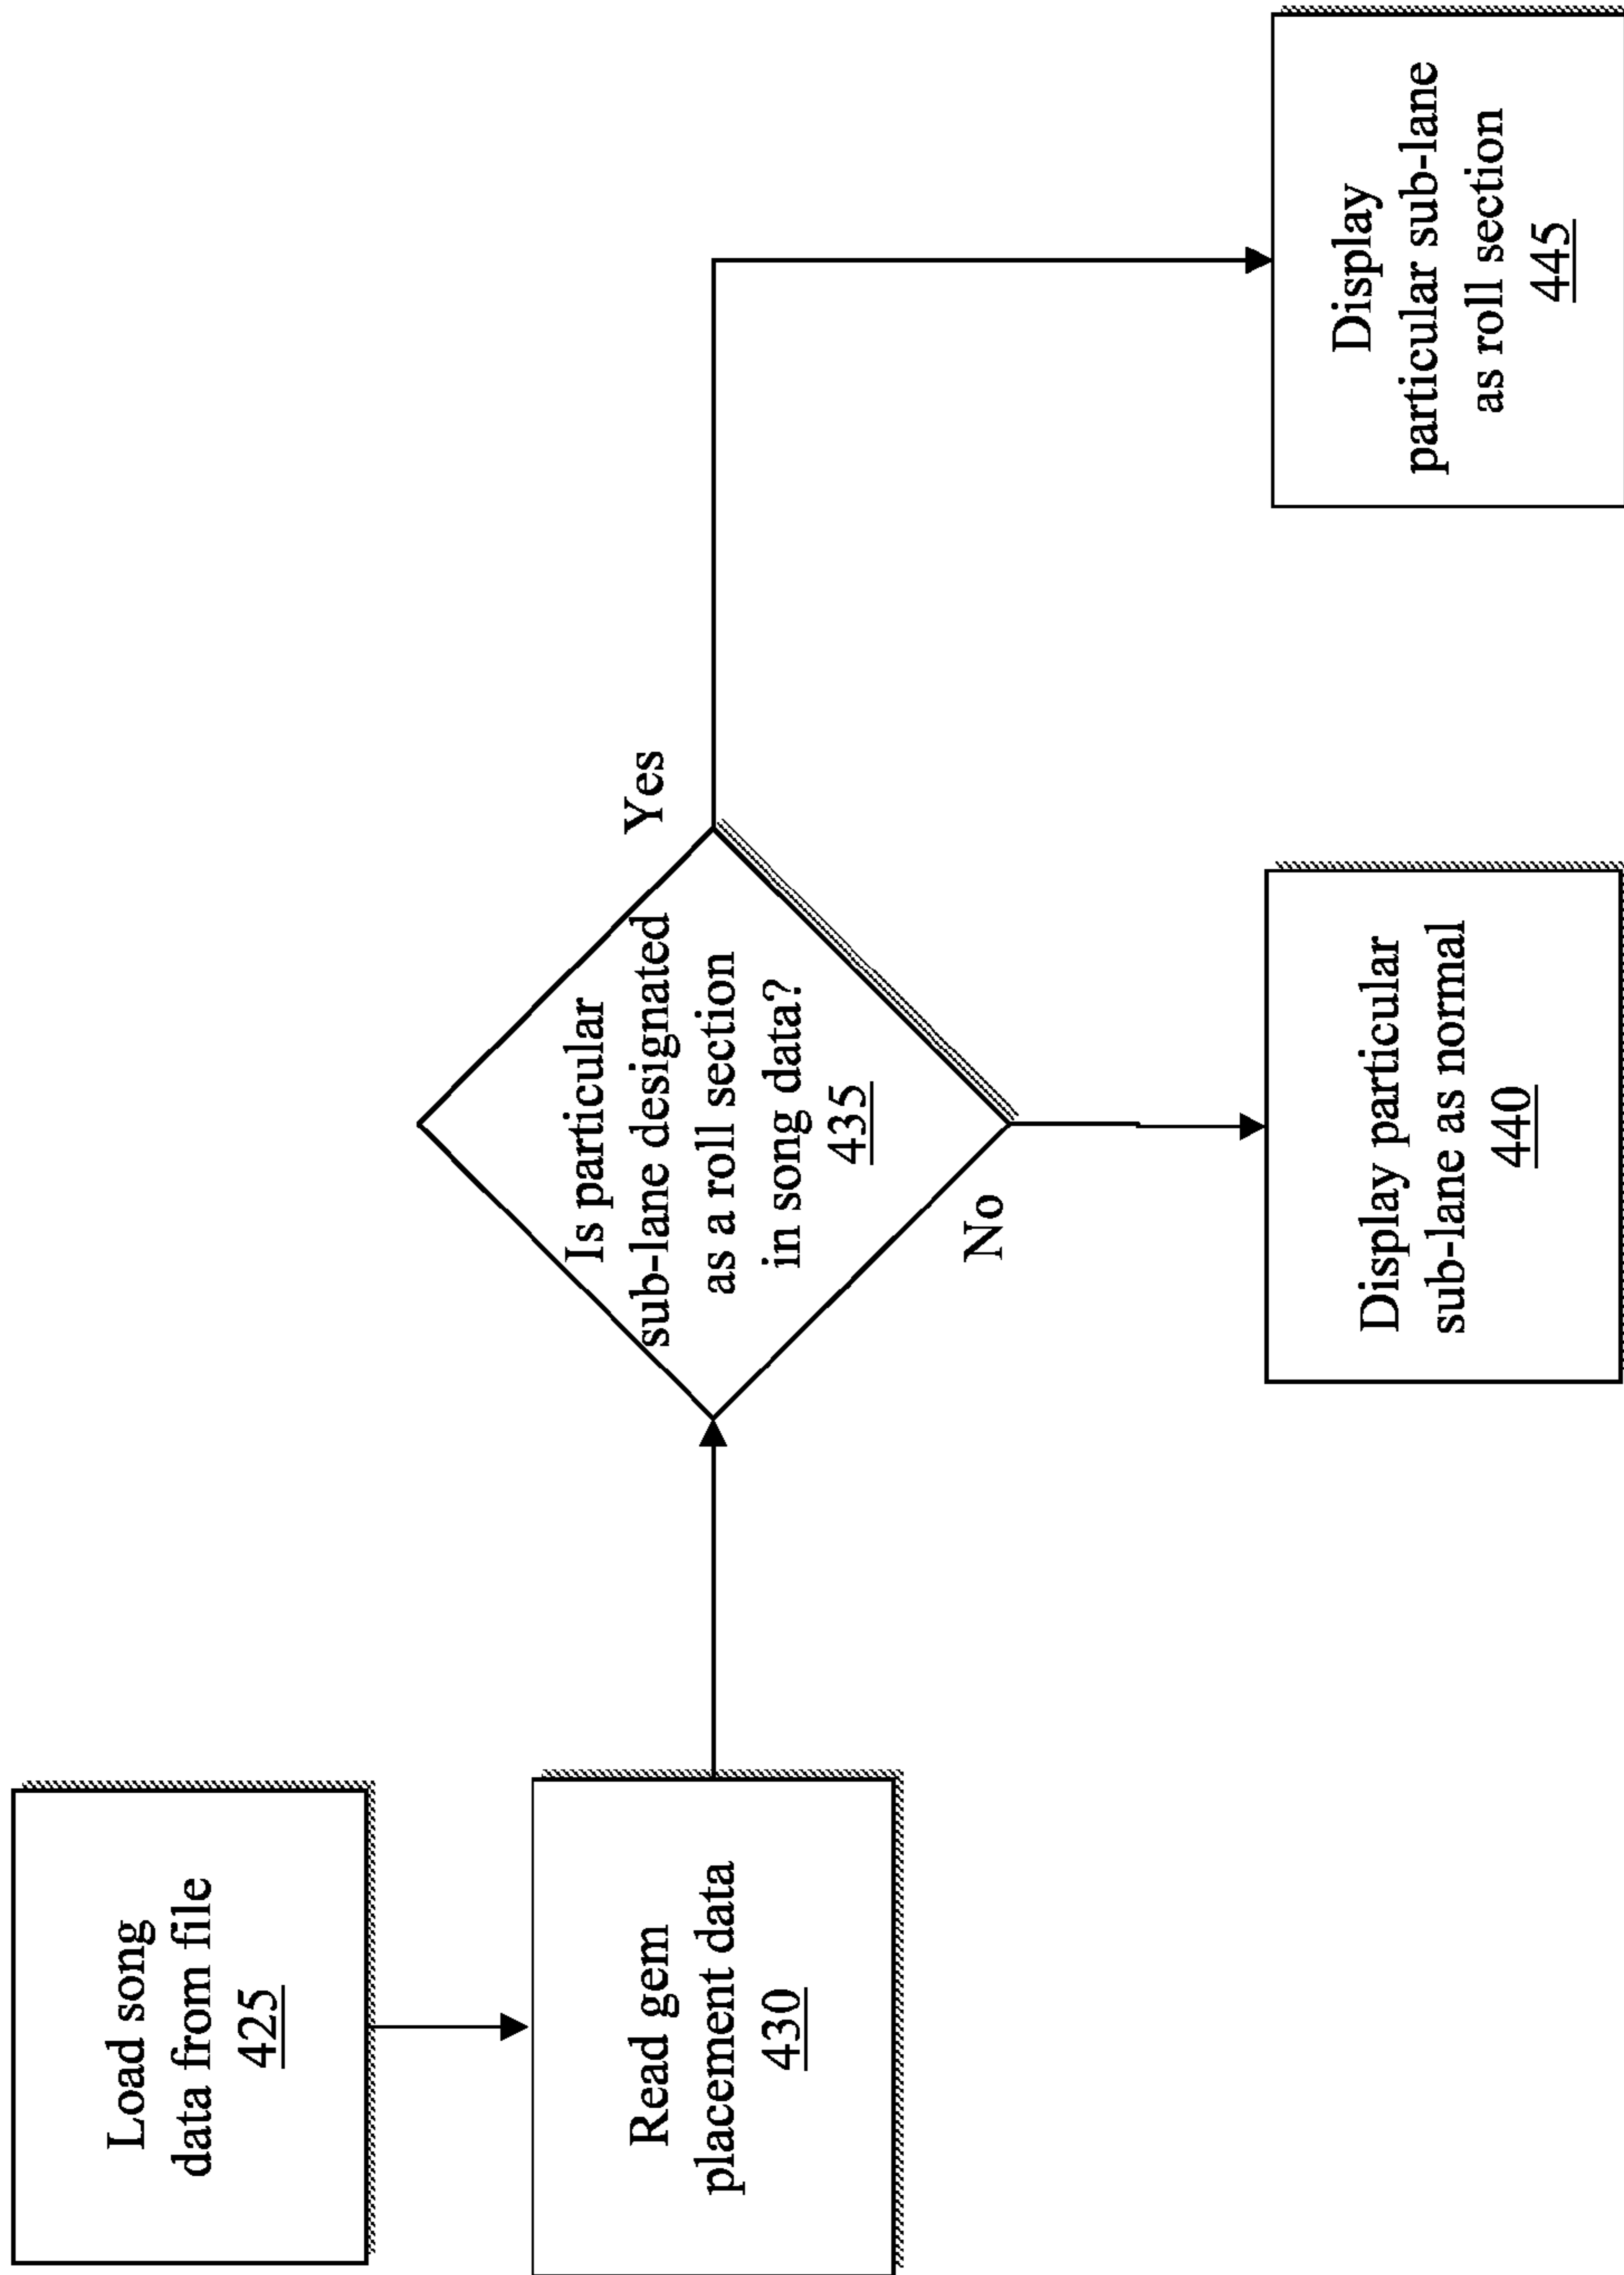 Load song
data from file
425
Read gem
placement data
430
Is particular
sub-lane designated
as a roll section
in song data?
435
Yes
No
Display particular
sub-lane as normal
440
Display
particular sub-lane
as roll section
445